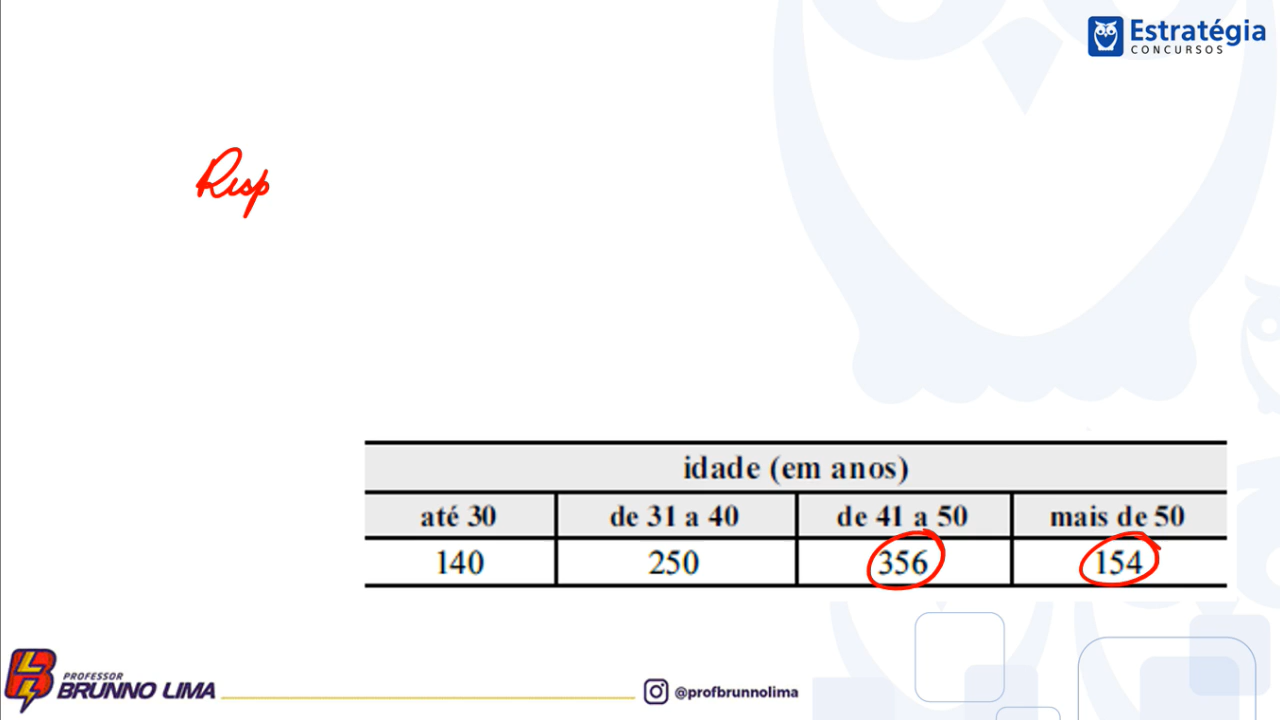 Estratégia
CONCURSOS
Resp
idade (em anos)
até 30 de 31 a 40 de 41 a 50 mais de 50
140 250 356 154
PROFESSOR
BRUNNO LIMA
@profbrunnolima